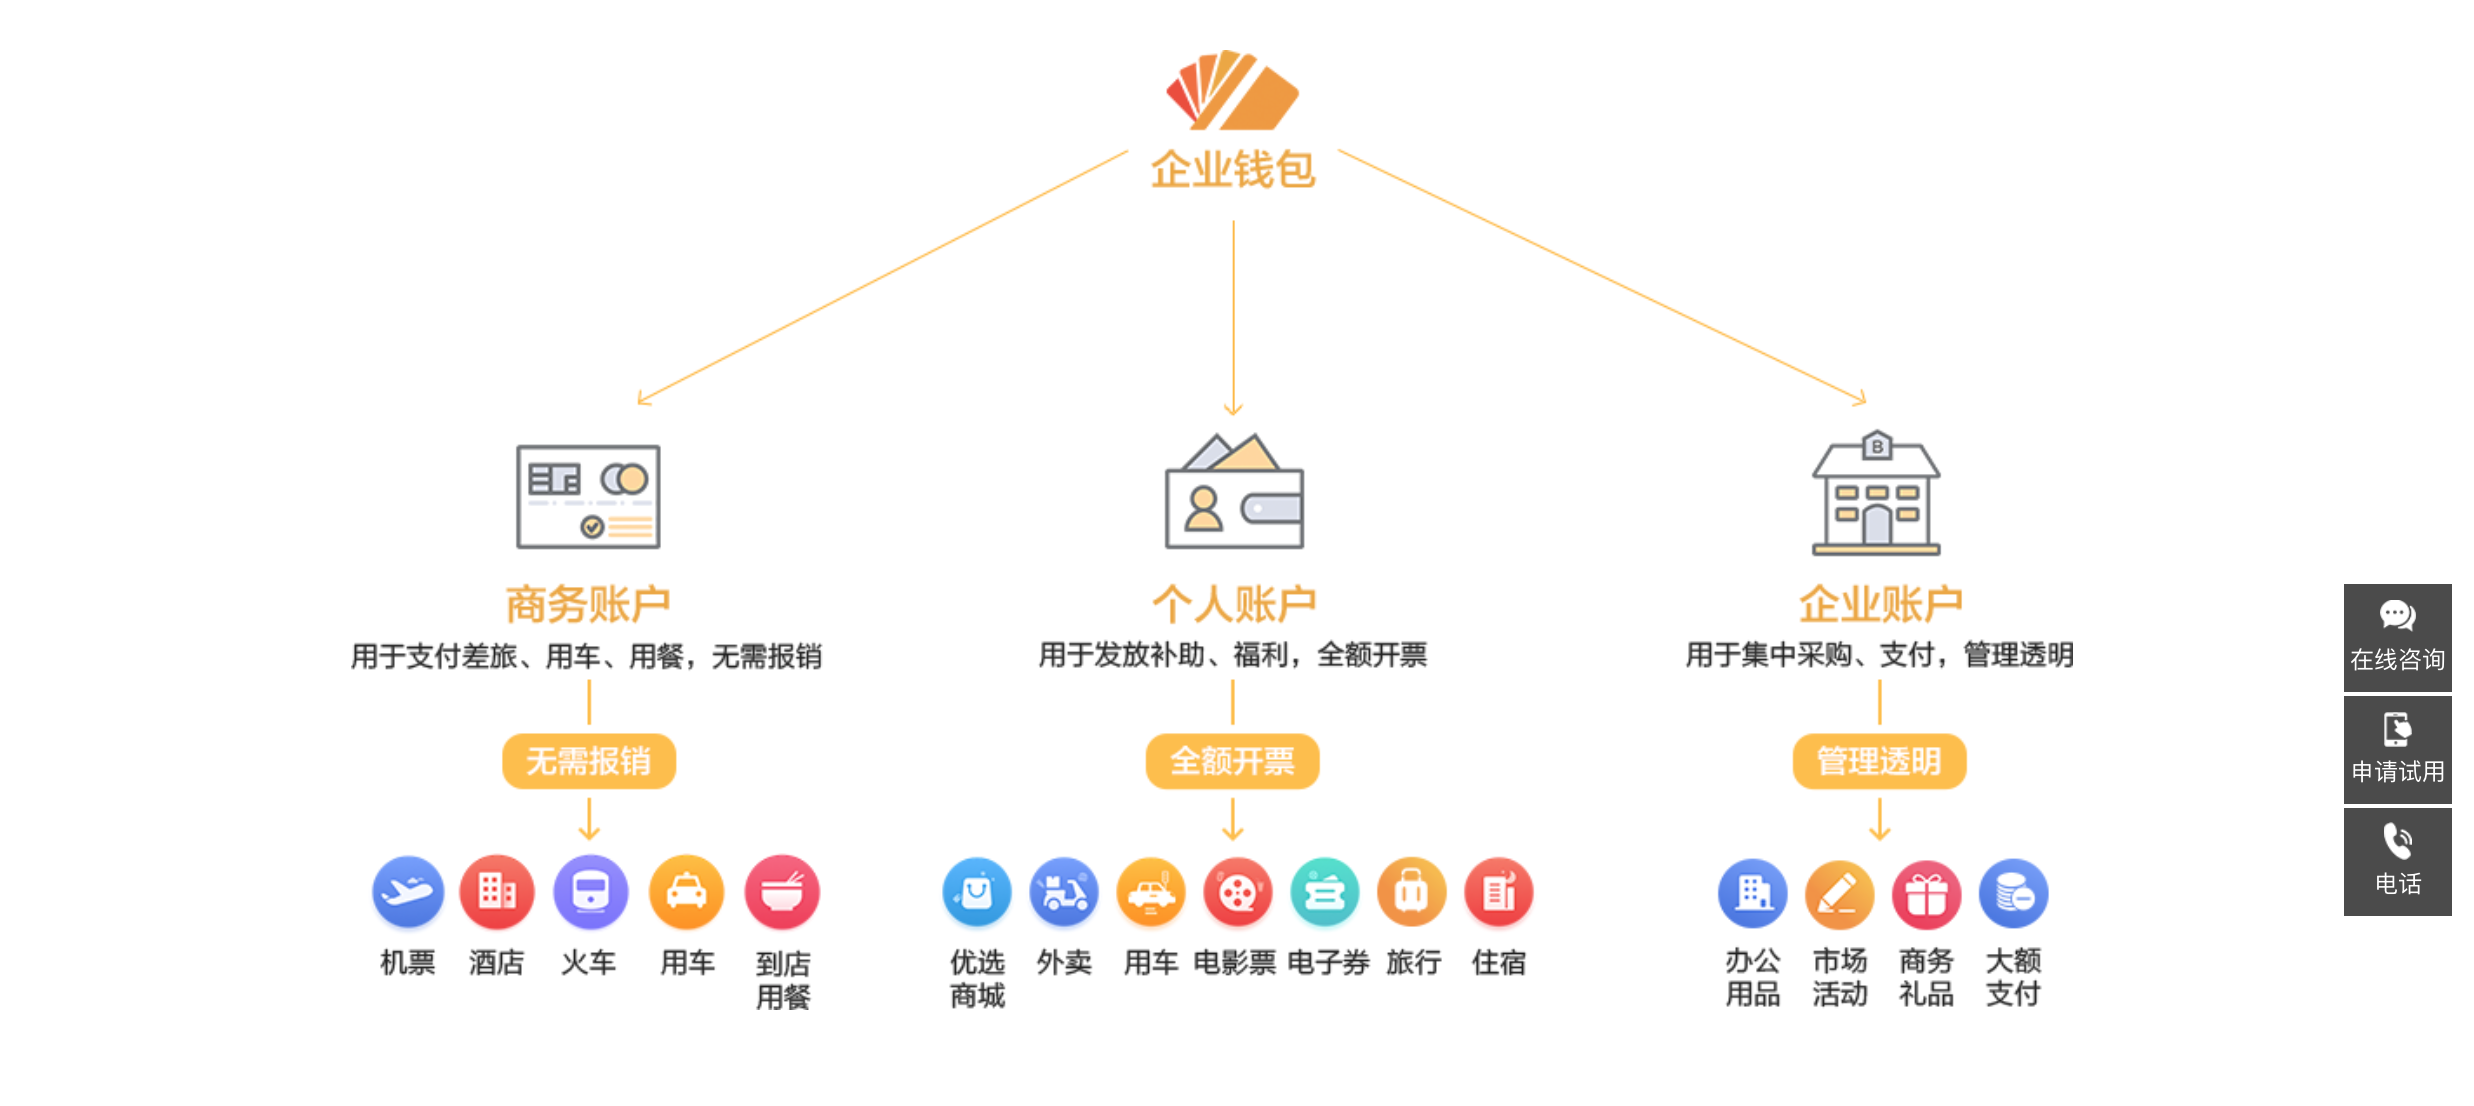 企业钱包
B
商务账户
用于支付差旅、用车、用餐，无需报销
无需报销
机票
酒店
火车
用车
到店
用餐
个人账户
用于发放补助、福利，全额开票
全额开票
优选
商城
外卖
用车
电影票
电子券
旅行
住宿
企业账户
用于集中采购、支付，管理透明
管理透明
办公
用品
市场
活动
商务
礼品
大额
支付
在线咨询
申请试用
电话